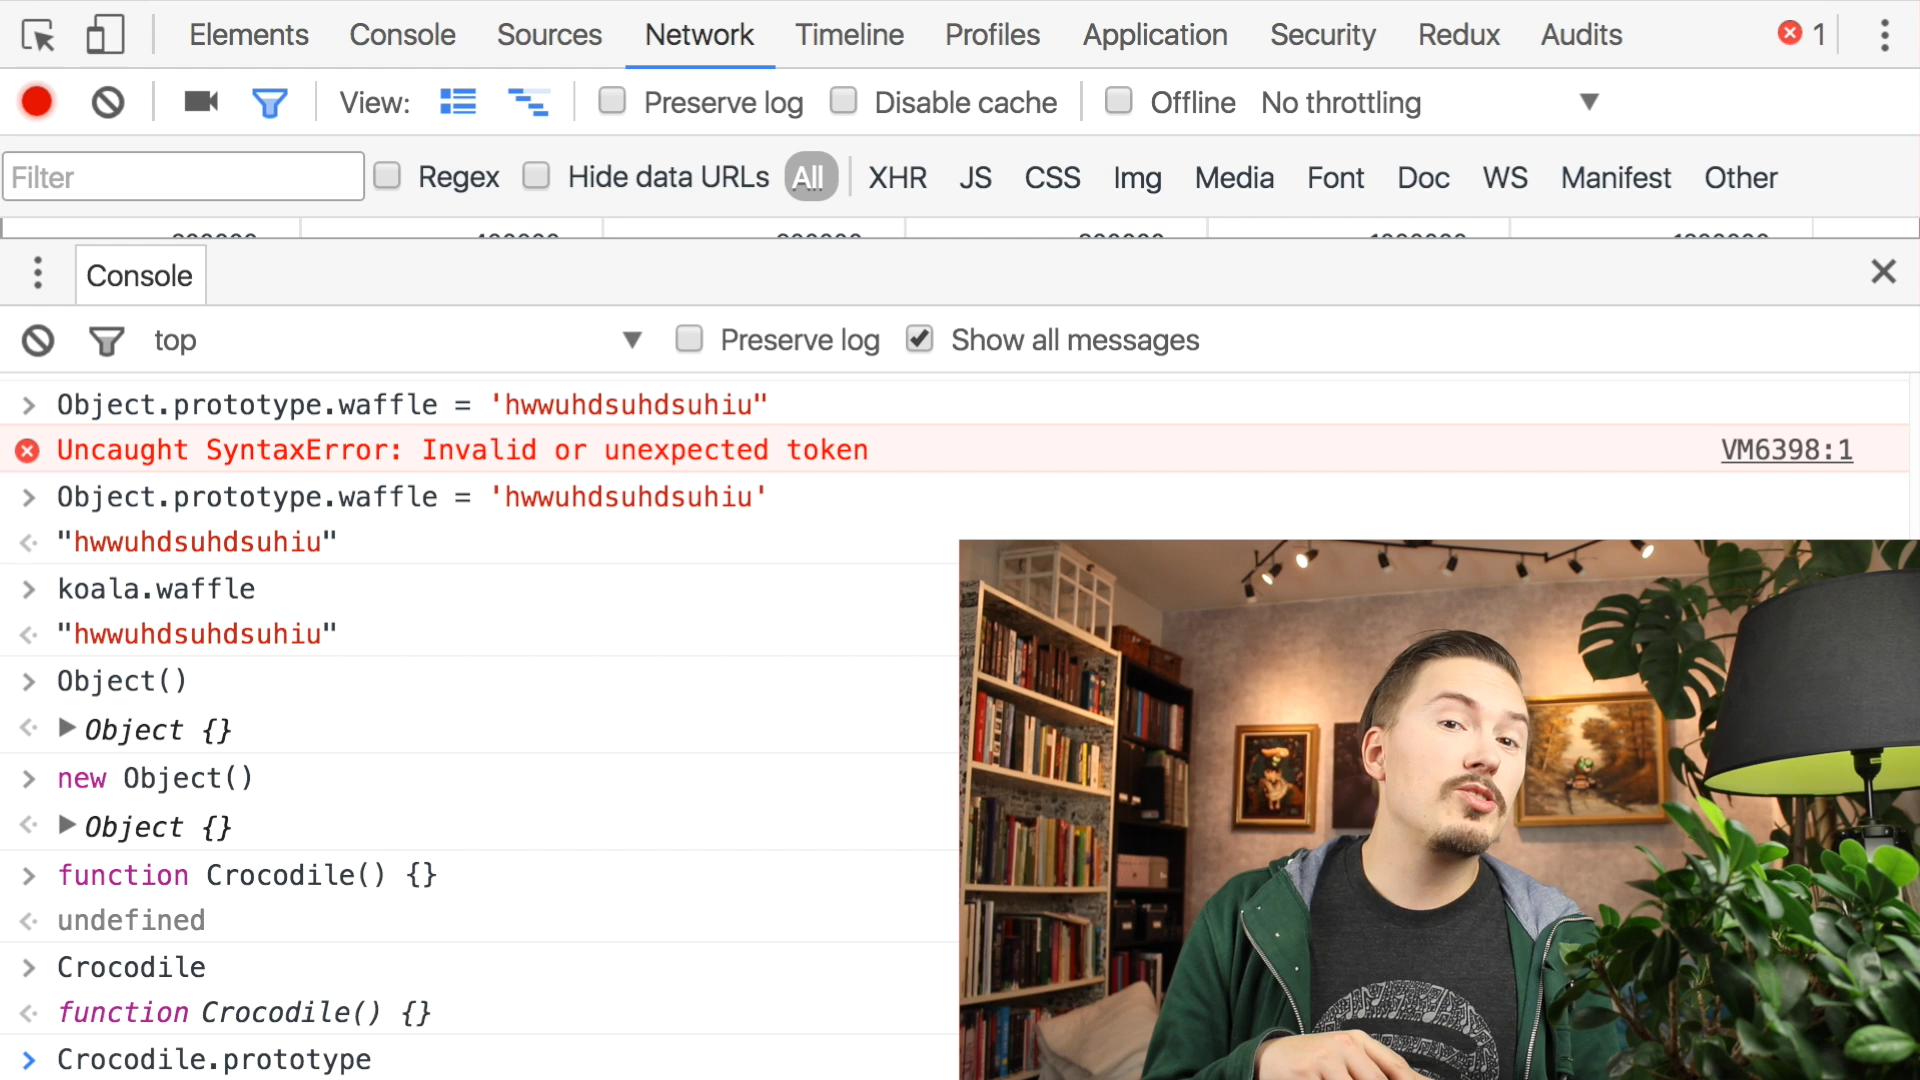 Elements Console Sources Network Timeline Profiles Application Security Redux Audits 1
View: Preserve log Disable cache Offline No throttling
Filter Regex Hide data URLs All XHR JS CSS Img Media Font Doc WS Manifest Other
Console
top Preserve log Show all messages
Object.prototype.waffle = 'hwwuhdsuhdsuhiu"
Uncaught SyntaxError: Invalid or unexpected token VM6398:1
Object.prototype.waffle = 'hwwuhdsuhdsuhiu'
"hwwuhdsuhdsuhiu"
koala.waffle
"hwwuhdsuhdsuhiu"
Object()
Object {}
new Object()
Object {}
function Crocodile() {}
undefined
Crocodile
function Crocodile() {}
Crocodile.prototype